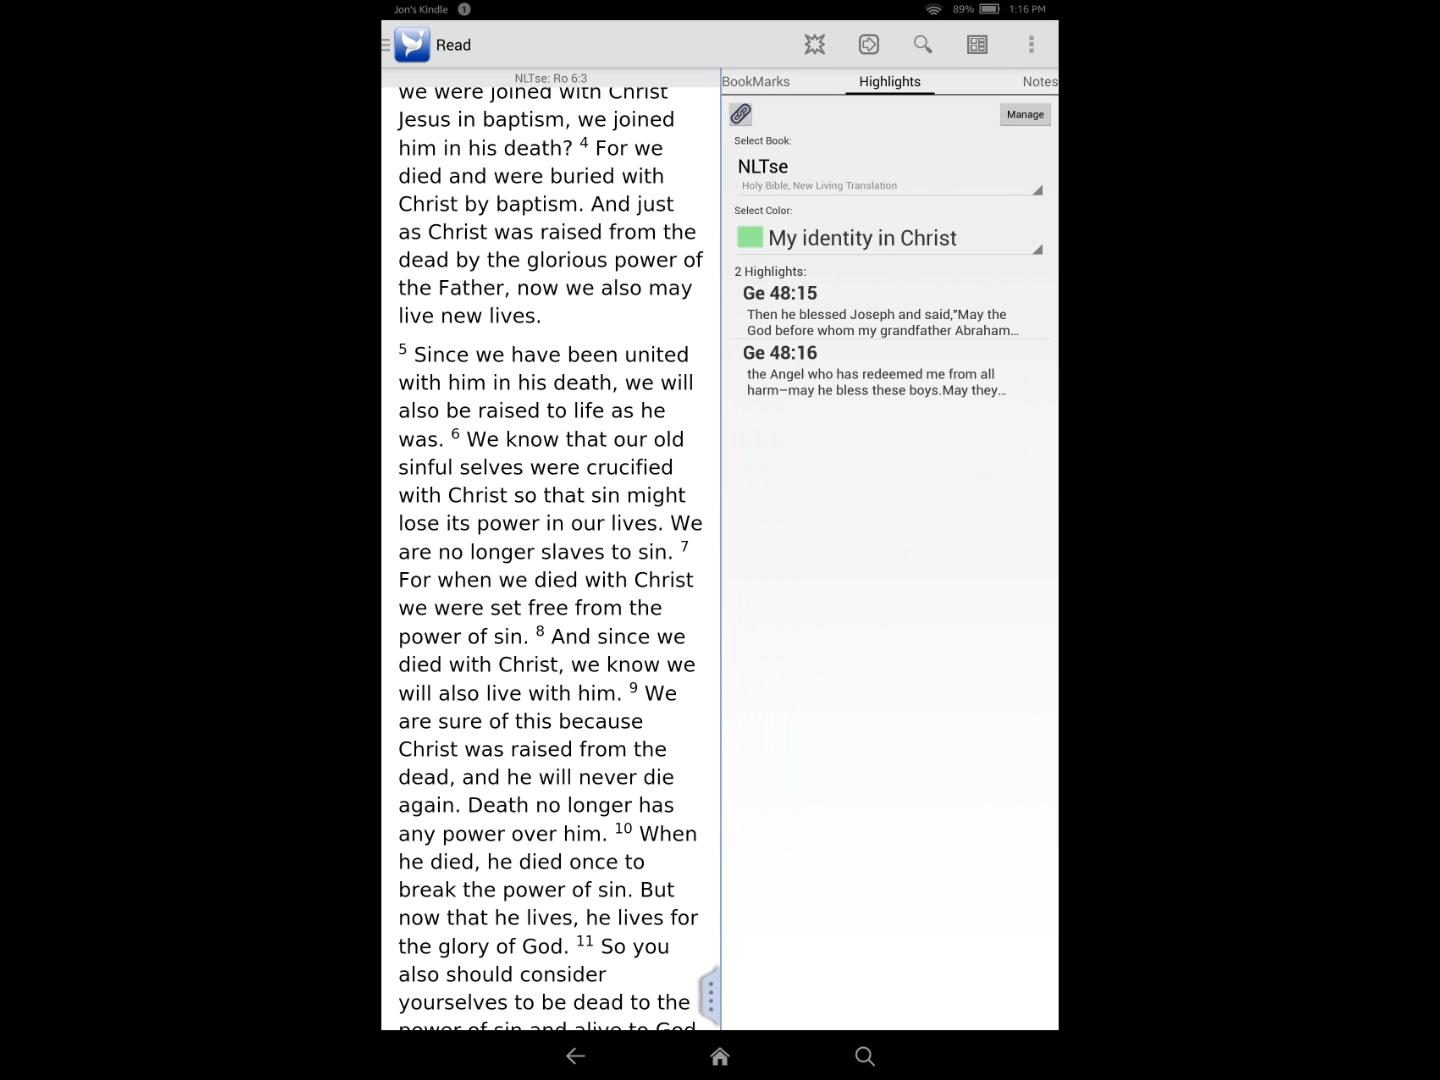 Jon's Kindle 1 89% 1:16 PM
Read
NLTse: Ro 6:3
we were joined with Christ
Jesus in baptism, we joined
him in his death? 4 For we
died and were buried with
Christ by baptism. And just
as Christ was raised from the
dead by the glorious power of
the Father, now we also may
live new lives.
5 Since we have been united
with him in his death, we will
also be raised to life as he
was. 6 We know that our old
sinful selves were crucified
with Christ so that sin might
lose its power in our lives. We
are no longer slaves to sin. 7
For when we died with Christ
we were set free from the
power of sin. 8 And since we
died with Christ, we know we
will also live with him. 9 We
are sure of this because
Christ was raised from the
dead, and he will never die
again. Death no longer has
any power over him. 10 When
he died, he died once to
break the power of sin. But
now that he lives, he lives for
the glory of God. 11 So you
also should consider
yourselves to be dead to the
power of sin and alive to God
BookMarks Highlights Notes
Manage
Select Book:
NLTse
Holy Bible, New Living Translation
Select Color:
My identity in Christ
2 Highlights:
Ge 48:15
Then he blessed Joseph and said,"May the
God before whom my grandfather Abraham…
Ge 48:16
the Angel who has redeemed me from all
harm—may he bless these boys.May they…